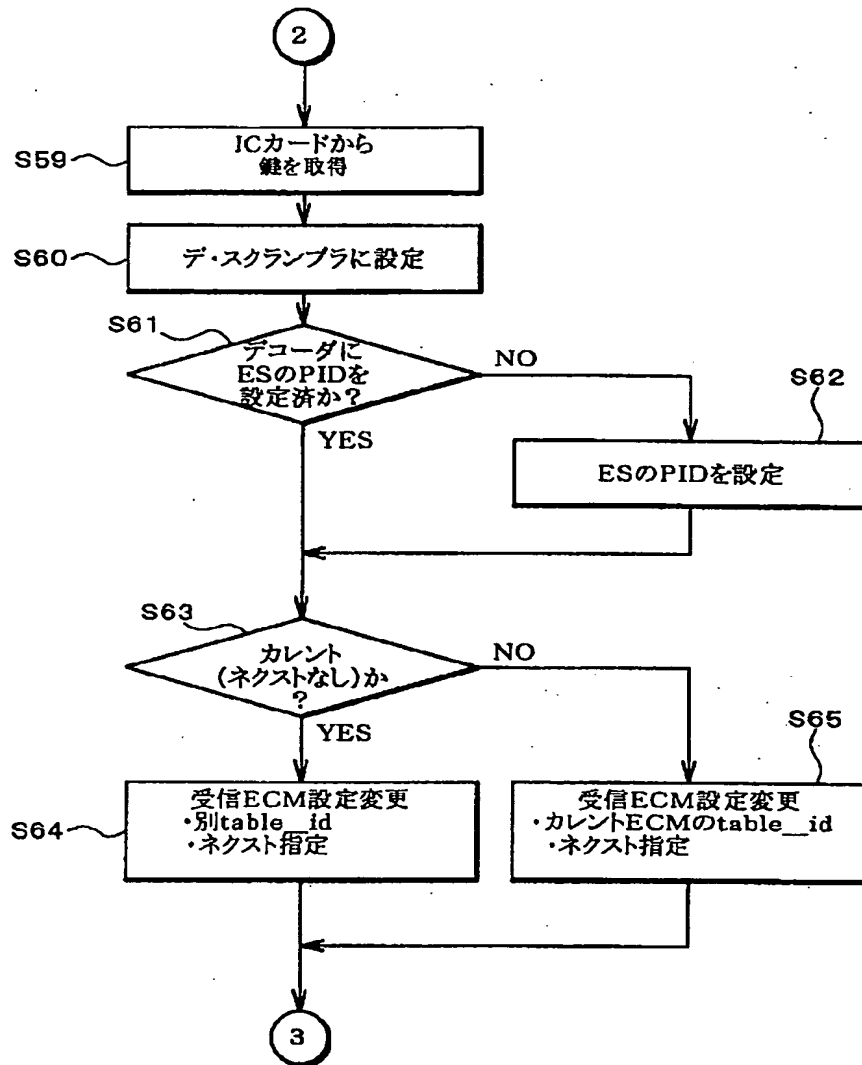 2
S59
ICカードから
鍵を取得
S60
デ・スクランブラに設定
S61
デコーダに
ESのPIDを
設定済か？
NO
YES
S62
ESのPIDを設定
S63
カレント
(ネクストなし)か
？
NO
YES
S64
受信ECM設定変更
・別table__id
・ネクスト指定
S65
受信ECM設定変更
・カレントECMのtable__id
・ネクスト指定
3